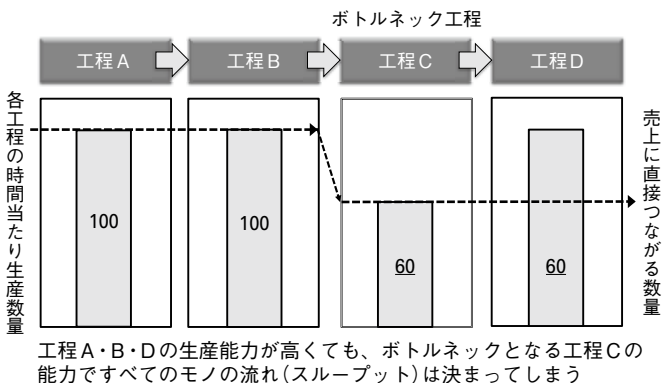 ボトルネック工程
工程A
工程B
工程C
工程D
各工程の時間当たり生産数量
100
100
60
60
売上に直接つながる数量
工程A・B・Dの生産能力が高くても、ボトルネックとなる工程Cの
能力ですべてのモノの流れ(スループット)は決まってしまう